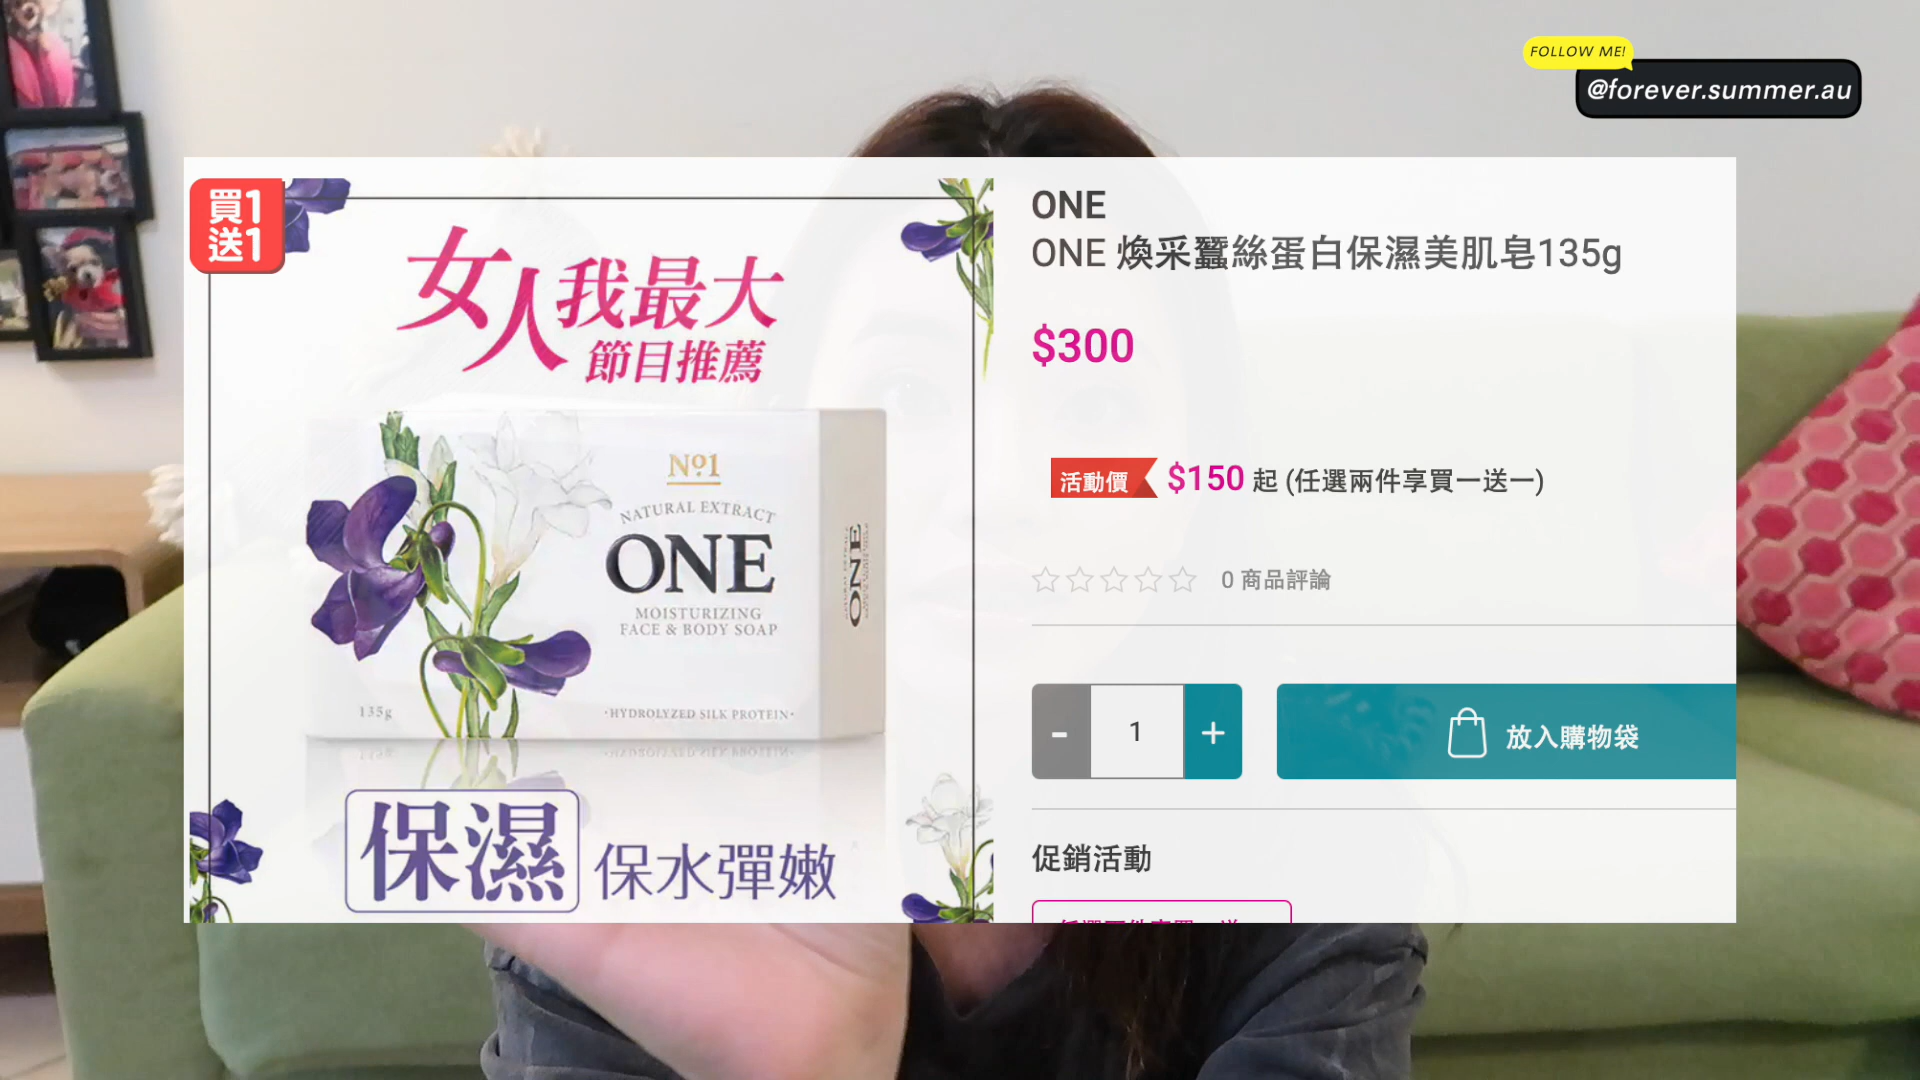 FOLLOW ME!
@forever.summer.au
買1
送1
女人我最大
節目推薦
Nº1
NATURAL EXTRACT
ONE
MOISTURIZING
FACE & BODY SOAP
135g
·HYDROLYZED SILK PROTEIN·
ONE
保濕 保水彈嫩
ONE
ONE 煥采蠶絲蛋白保濕美肌皂135g
$300
活動價 $150 起 (任選兩件享買一送一)
0 商品評論
- 1 +
放入購物袋
促銷活動